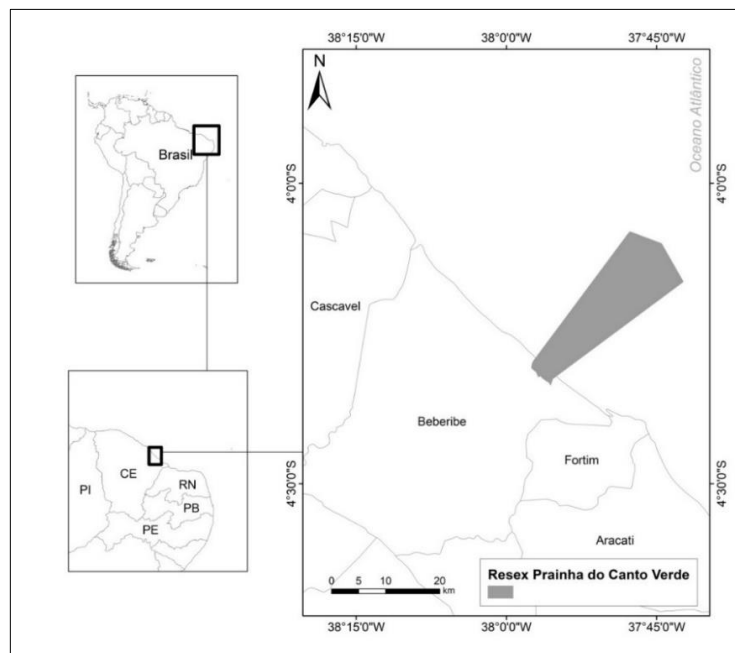 38°15'0"W 38°0'0"W 37°45'0"W
N
Oceano Atlântico
Brasil
4°0'0"S
4°0'0"S
Cascavel
Beberibe
Fortim
CE
PI
RN
PB
PE
4°30'0"S
4°30'0"S
Aracati
Resex Prainha do Canto Verde
0 5 10 20
km
38°15'0"W 38°0'0"W 37°45'0"W